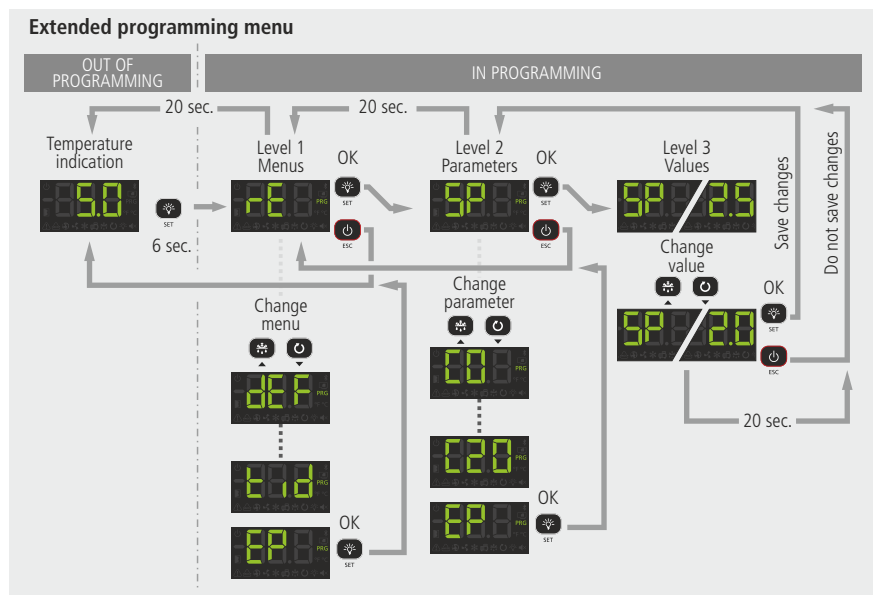 Extended programming menu
OUT OF
PROGRAMMING
IN PROGRAMMING
20 sec.
20 sec.
Temperature
indication
Level 1
Menus
OK
Level 2
Parameters
OK
Level 3
Values
5.0
SET
6 sec.
rE
PRG
SET
ESC
SP
PRG
SET
ESC
SP
2.5
Save changes
Do not save changes
Change
value
OK
SP
2.0
SET
ESC
20 sec.
Change
menu
dEF
PRG
tid
PRG
OK
EP
PRG
SET
Change
parameter
C0
PRG
C20
PRG
OK
EP
PRG
SET